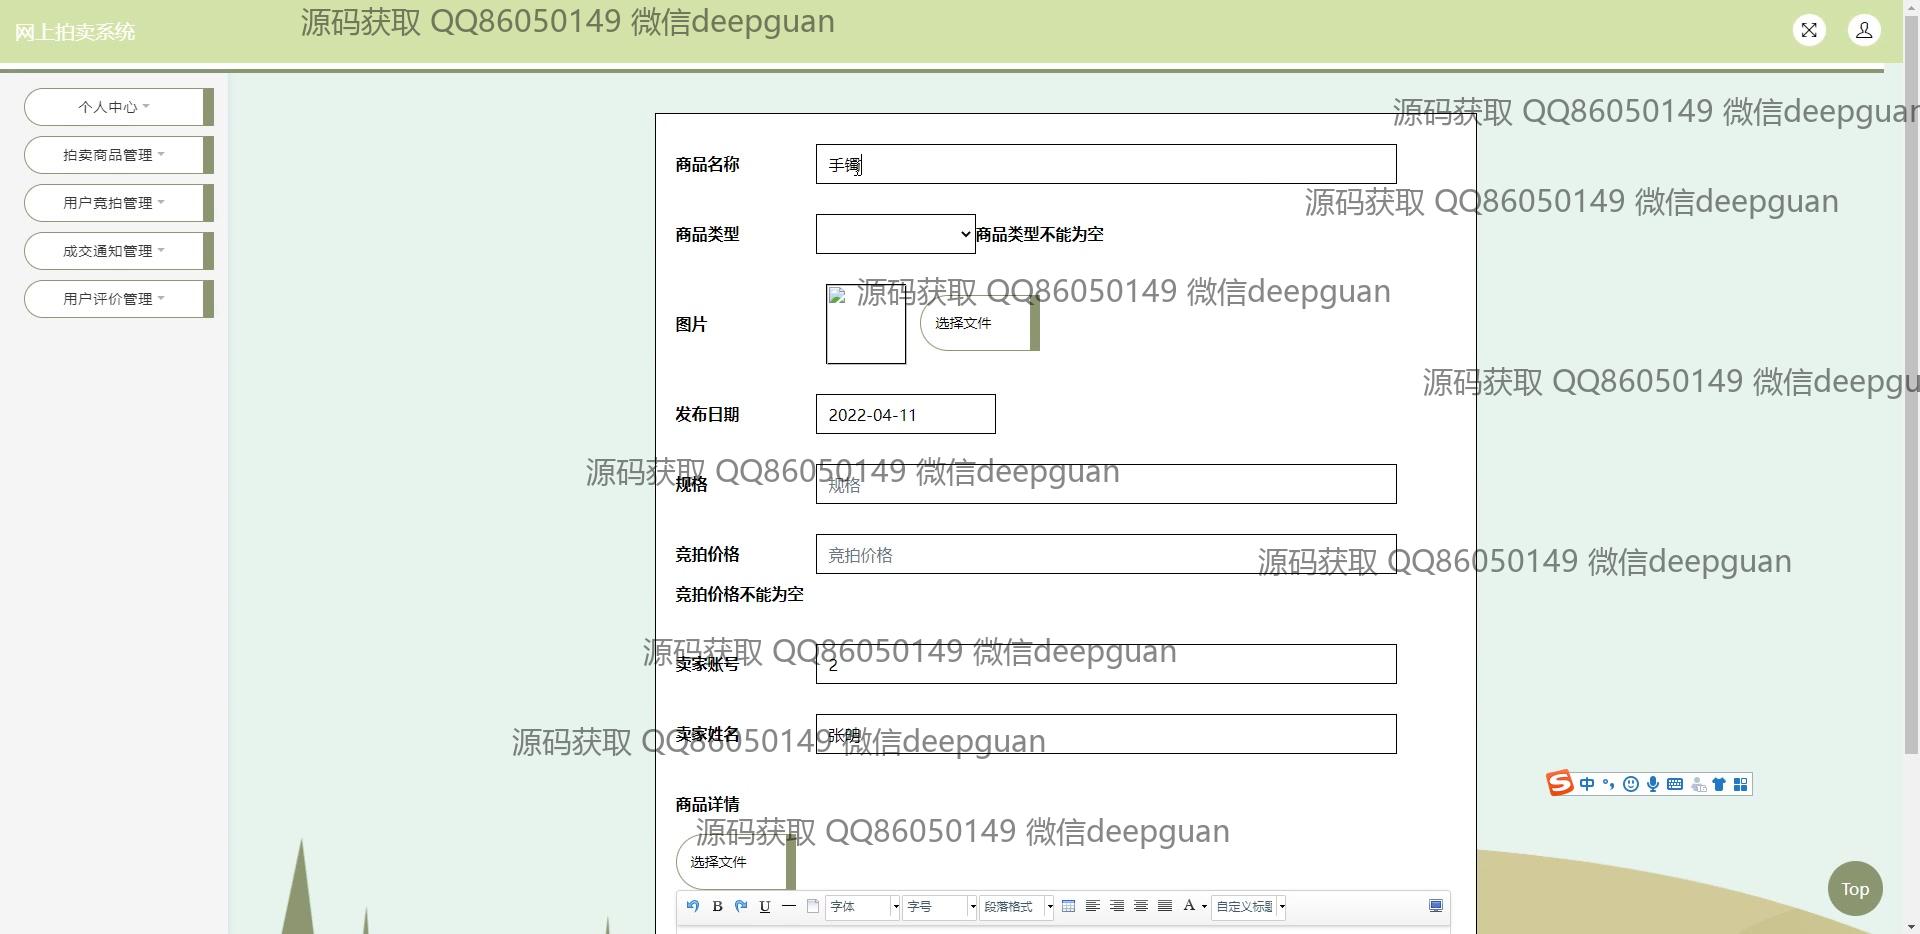 网上拍卖系统
源码获取 QQ86050149 微信deepguan
个人中心
拍卖商品管理
用户竞拍管理
成交通知管理
用户评价管理
源码获取 QQ86050149 微信deepguan
商品名称
手镯
源码获取 QQ86050149 微信deepguan
商品类型
商品类型不能为空
源码获取 QQ86050149 微信deepguan
图片
选择文件
源码获取 QQ86050149 微信deepgu
发布日期
2022-04-11
源码获取 QQ86050149 微信deepguan
规格
规格
竞拍价格
竞拍价格
源码获取 QQ86050149 微信deepguan
竞拍价格不能为空
源码获取 QQ86050149 微信deepguan
卖家账号
2
卖家姓名
张明
源码获取 QQ86050149 微信deepguan
中
商品详情
源码获取 QQ86050149 微信deepguan
选择文件
Top
B
U
字体
字号
段落格式
A
自定义标题